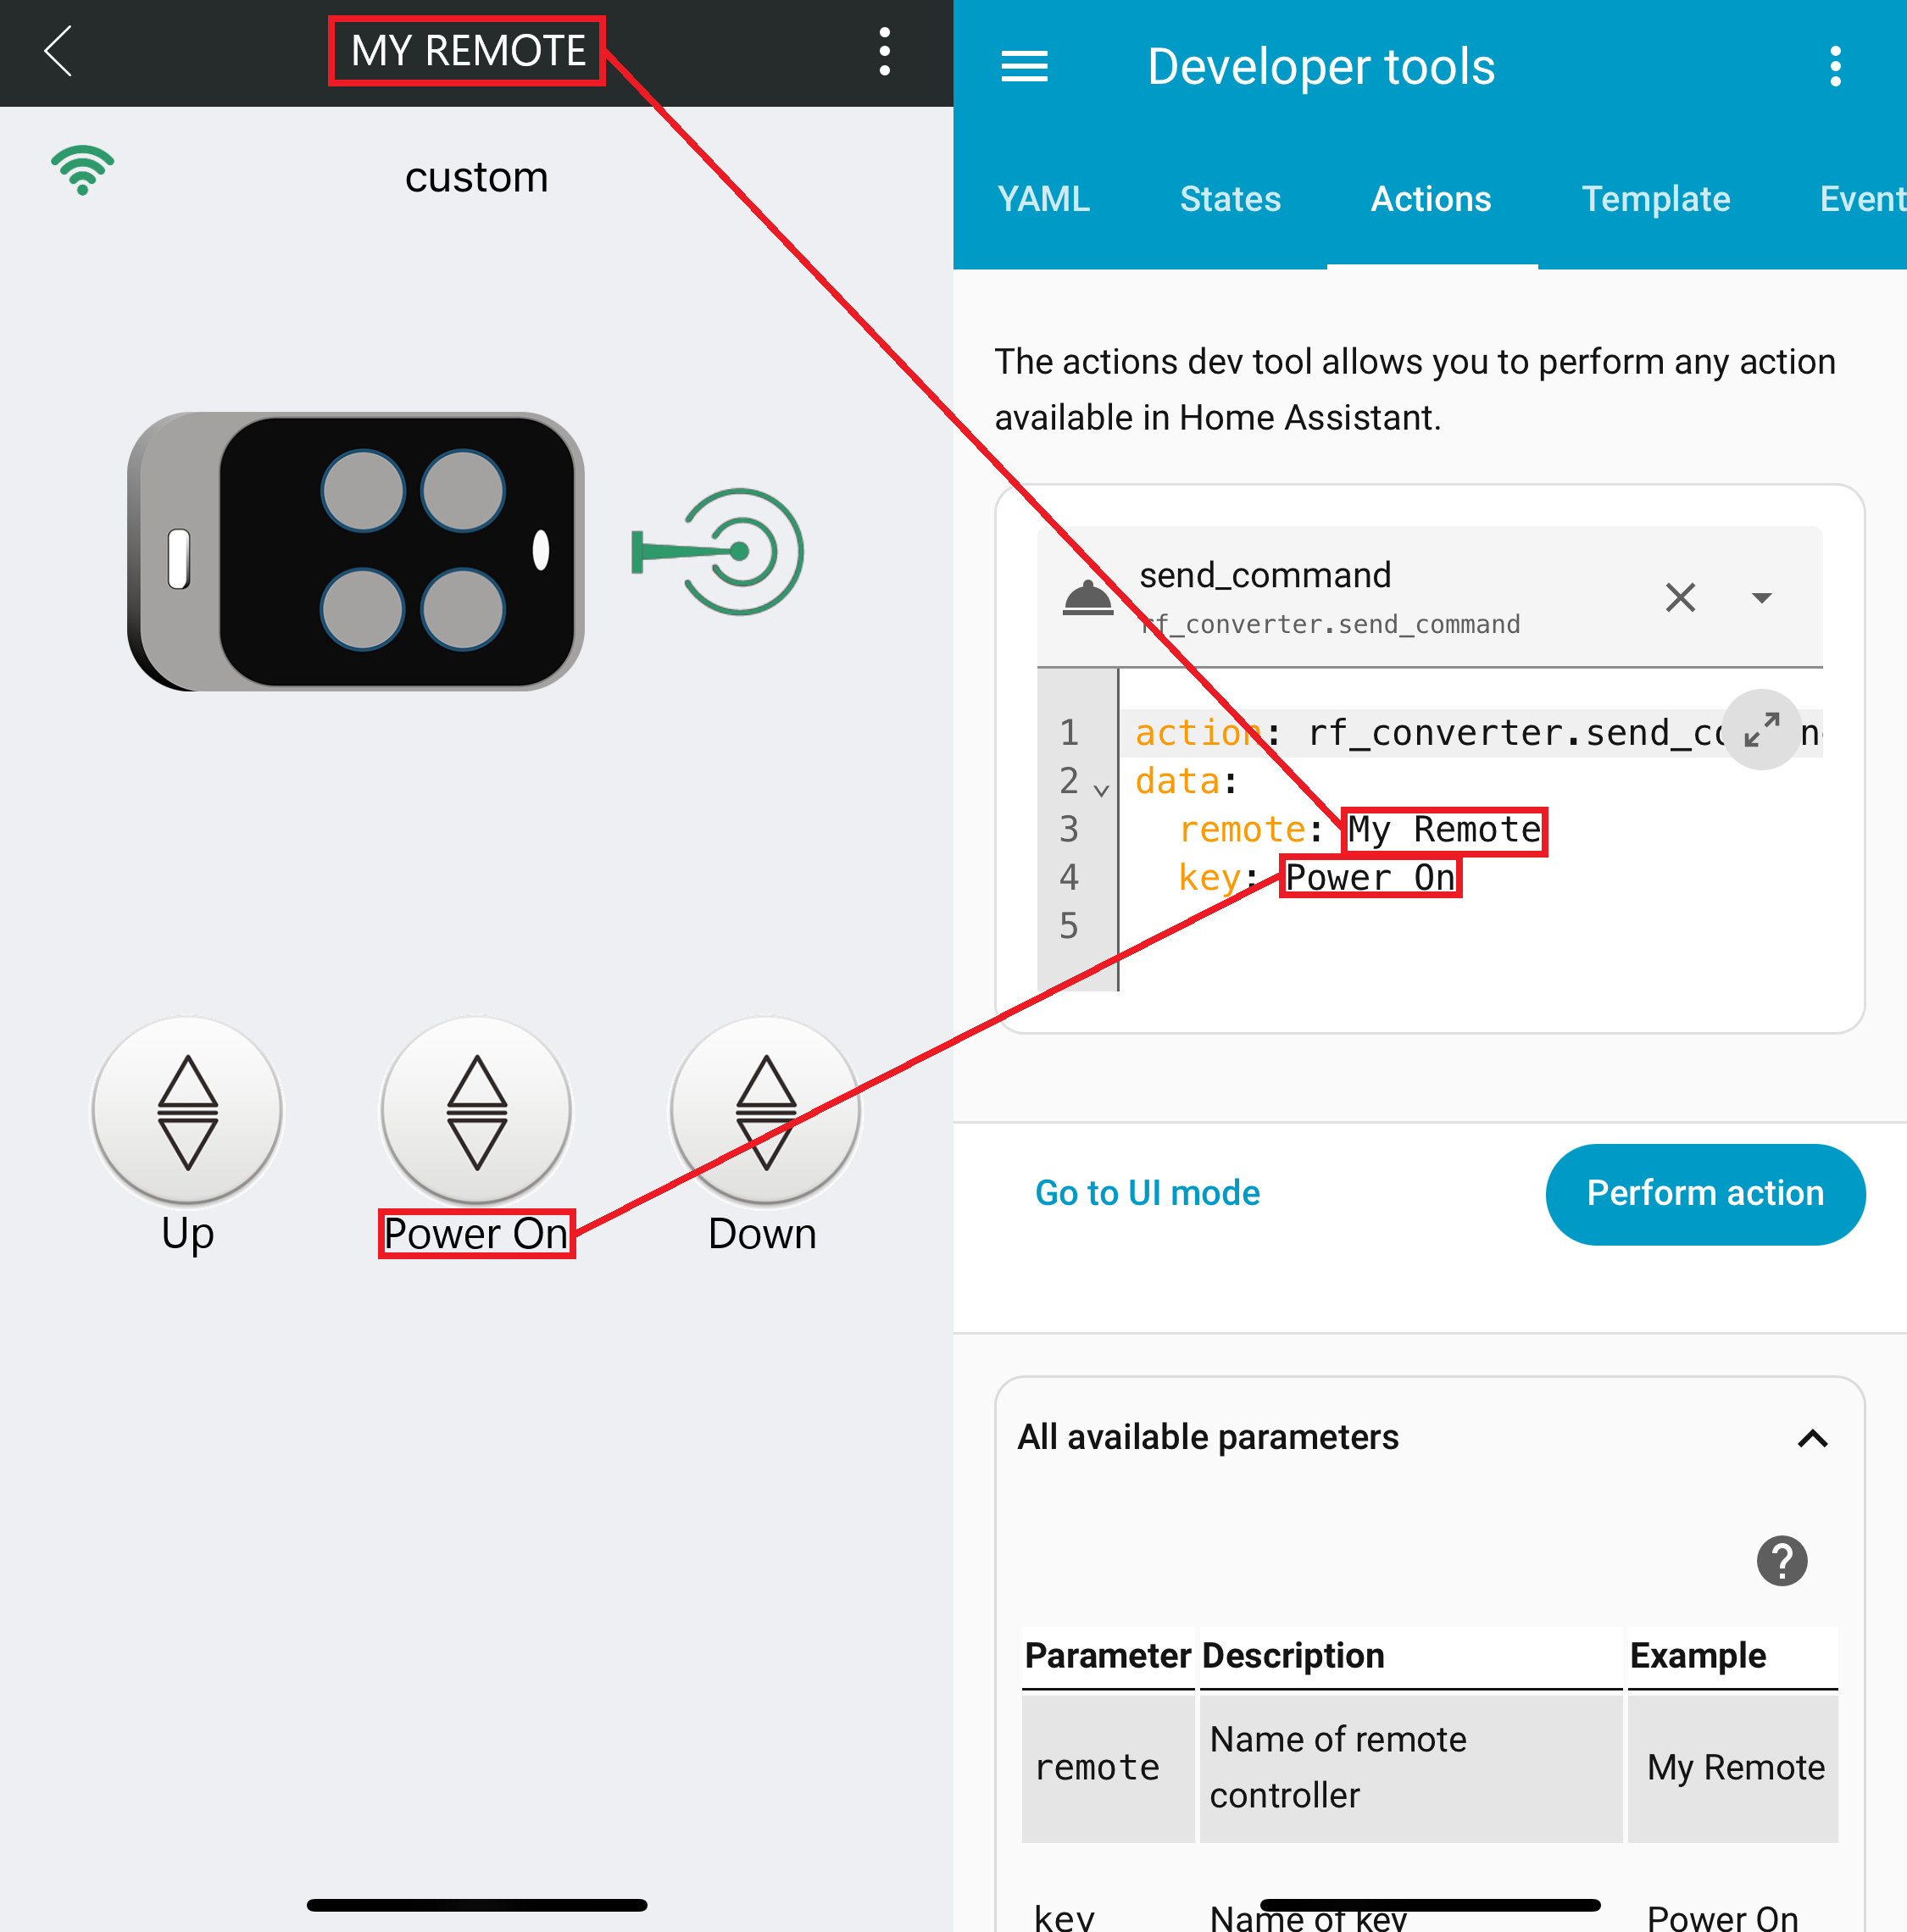 MY REMOTE
custom
Up
Power On
Down
Developer tools
YAML
States
Actions
Template
Event
The actions dev tool allows you to perform any action
available in Home Assistant.
send_command
rf_converter.send_command
1 action: rf_converter.send_co n
2 data:
3 remote: My Remote
4 key: Power On
5
Go to UI mode
Perform action
All available parameters
?
Parameter Description Example
remote Name of remote My Remote
controller
key Name of key Power On